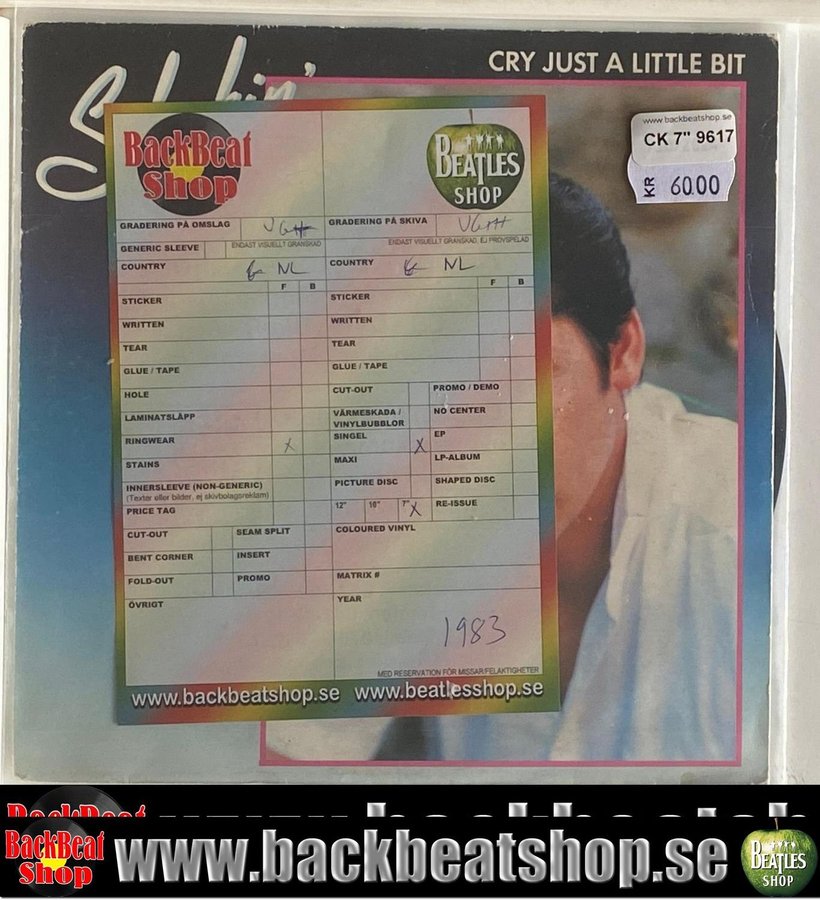 CRY JUST A LITTLE BIT
www.backbeatshop.se
CK 7" 9617
KR 60.00
BackBeat
Shop
BEATLES
SHOP
GRADERING PÅ OMSLAG VG++
GRADERING PÅ SKIVA VG++
ENDAST VISUELLT GRANSKAD
ENDAST VISUELLT GRANSKAD, EJ PROVSPELAD
GENERIC SLEEVE
COUNTRY NL
F B
STICKER
WRITTEN
TEAR
GLUE / TAPE
HOLE
LAMINATSLÄPP
RINGWEAR X
STAINS
INNERSLEEVE (NON-GENERIC)
(Texter eller bilder, ej skivbolagsreklam)
PRICE TAG
CUT-OUT SEAM SPLIT
BENT CORNER INSERT
FOLD-OUT PROMO
ÖVRIGT
COUNTRY NL
F B
STICKER
WRITTEN
TEAR
GLUE / TAPE
CUT-OUT PROMO / DEMO
VÄRMESKADA /
VINYLBUBBLOR
NO CENTER
SINGEL X EP
MAXI LP-ALBUM
PICTURE DISC SHAPED DISC
12" 10" 7" X RE-ISSUE
COLOURED VINYL
MATRIX #
YEAR
1983
MED RESERVATION FÖR MISSAR/FELAKTIGHETER
www.backbeatshop.se www.beatlesshop.se
BackBeat
Shop
www.backbeatshop.se
BEATLES
SHOP